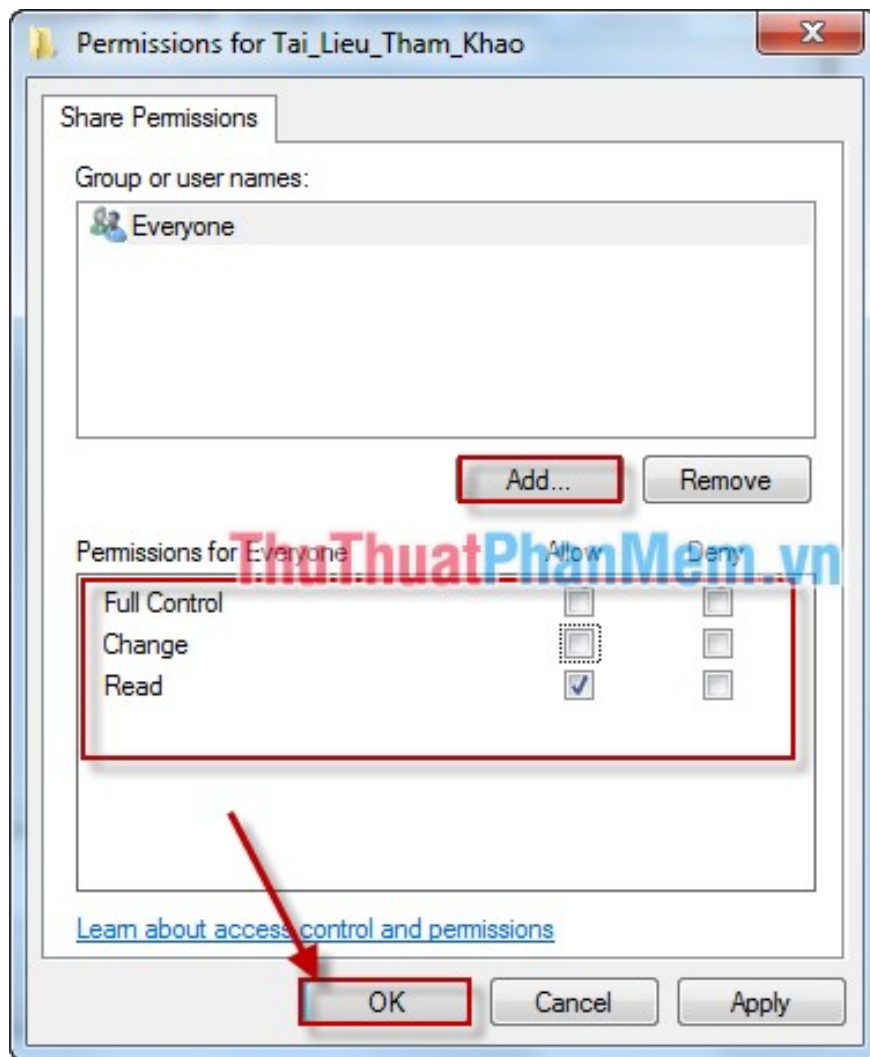 Permissions for Tai_Lieu_Tham_Khao
Share Permissions
Group or user names:
Everyone
Add... Remove
Permissions for Everyone Allow Deny
ThuThuatPhanMem.vn
Full Control
Change
Read
Learn about access control and permissions
OK Cancel Apply